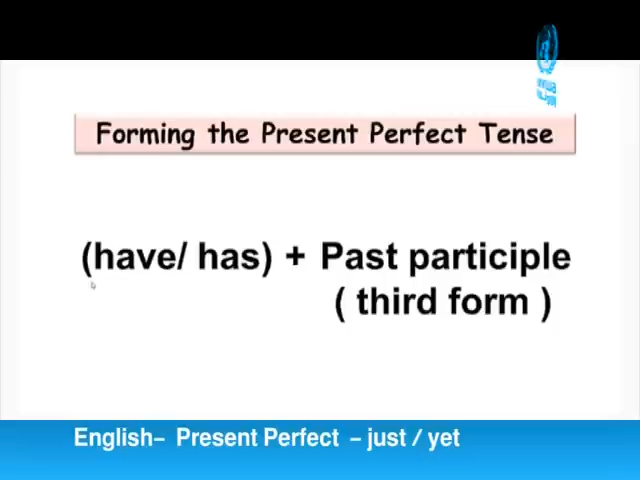 Forming the Present Perfect Tense
(have/ has) + Past participle
( third form )
English– Present Perfect – just / yet